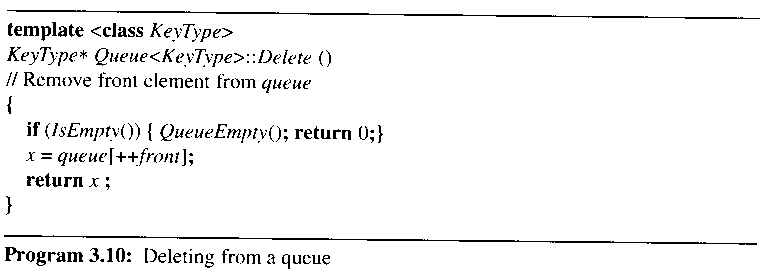 template <class KeyType>
KeyType* Queue<KeyType>::Delete ()
// Remove front element from queue
{
if (IsEmpty()) { QueueEmpty(); return 0;}
x = queue[++front];
return x ;
}
Program 3.10: Deleting from a queue